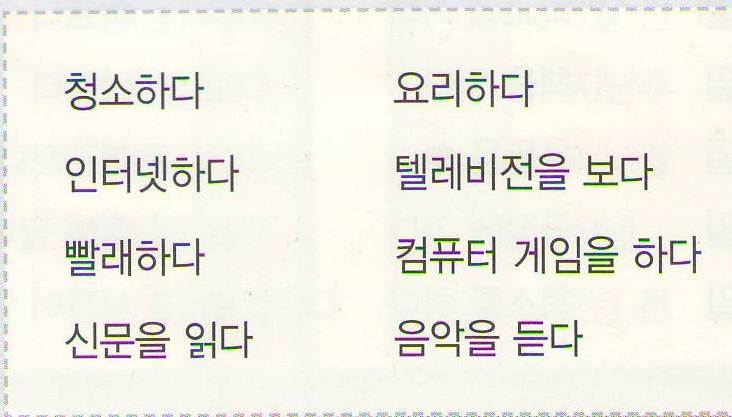 청소하다 요리하다
인터넷하다 텔레비전을 보다
빨래하다 컴퓨터 게임을 하다
신문을 읽다 음악을 듣다